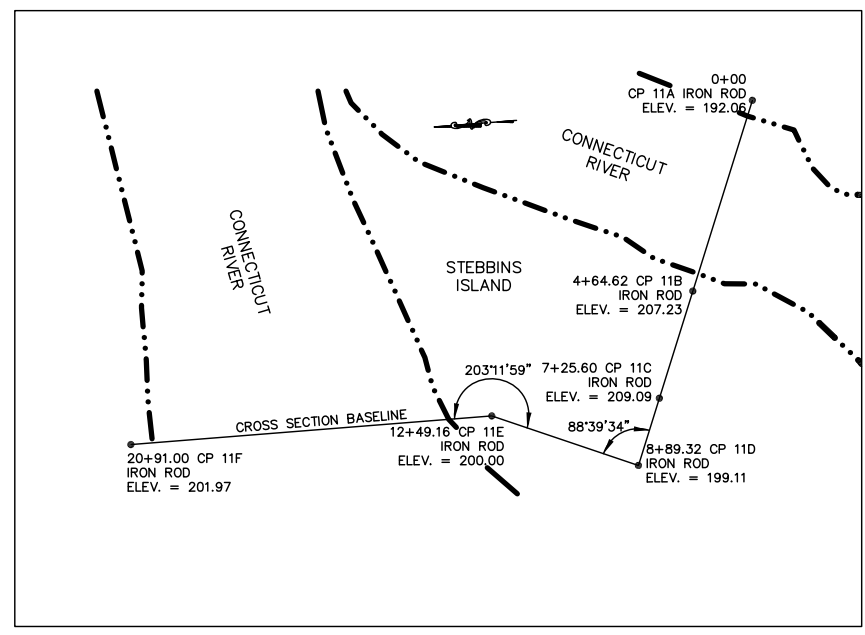 0+00
CP 11A IRON ROD
ELEV. = 192.06
CONNECTICUT
RIVER
CONNECTICUT
RIVER
STEBBINS
ISLAND
4+64.62 CP 11B
IRON ROD
ELEV. = 207.23
203°11'59"
7+25.60 CP 11C
IRON ROD
ELEV. = 209.09
CROSS SECTION BASELINE
12+49.16 CP 11E
IRON ROD
ELEV. = 200.00
88°39'34"
8+89.32 CP 11D
IRON ROD
ELEV. = 199.11
20+91.00 CP 11F
IRON ROD
ELEV. = 201.97